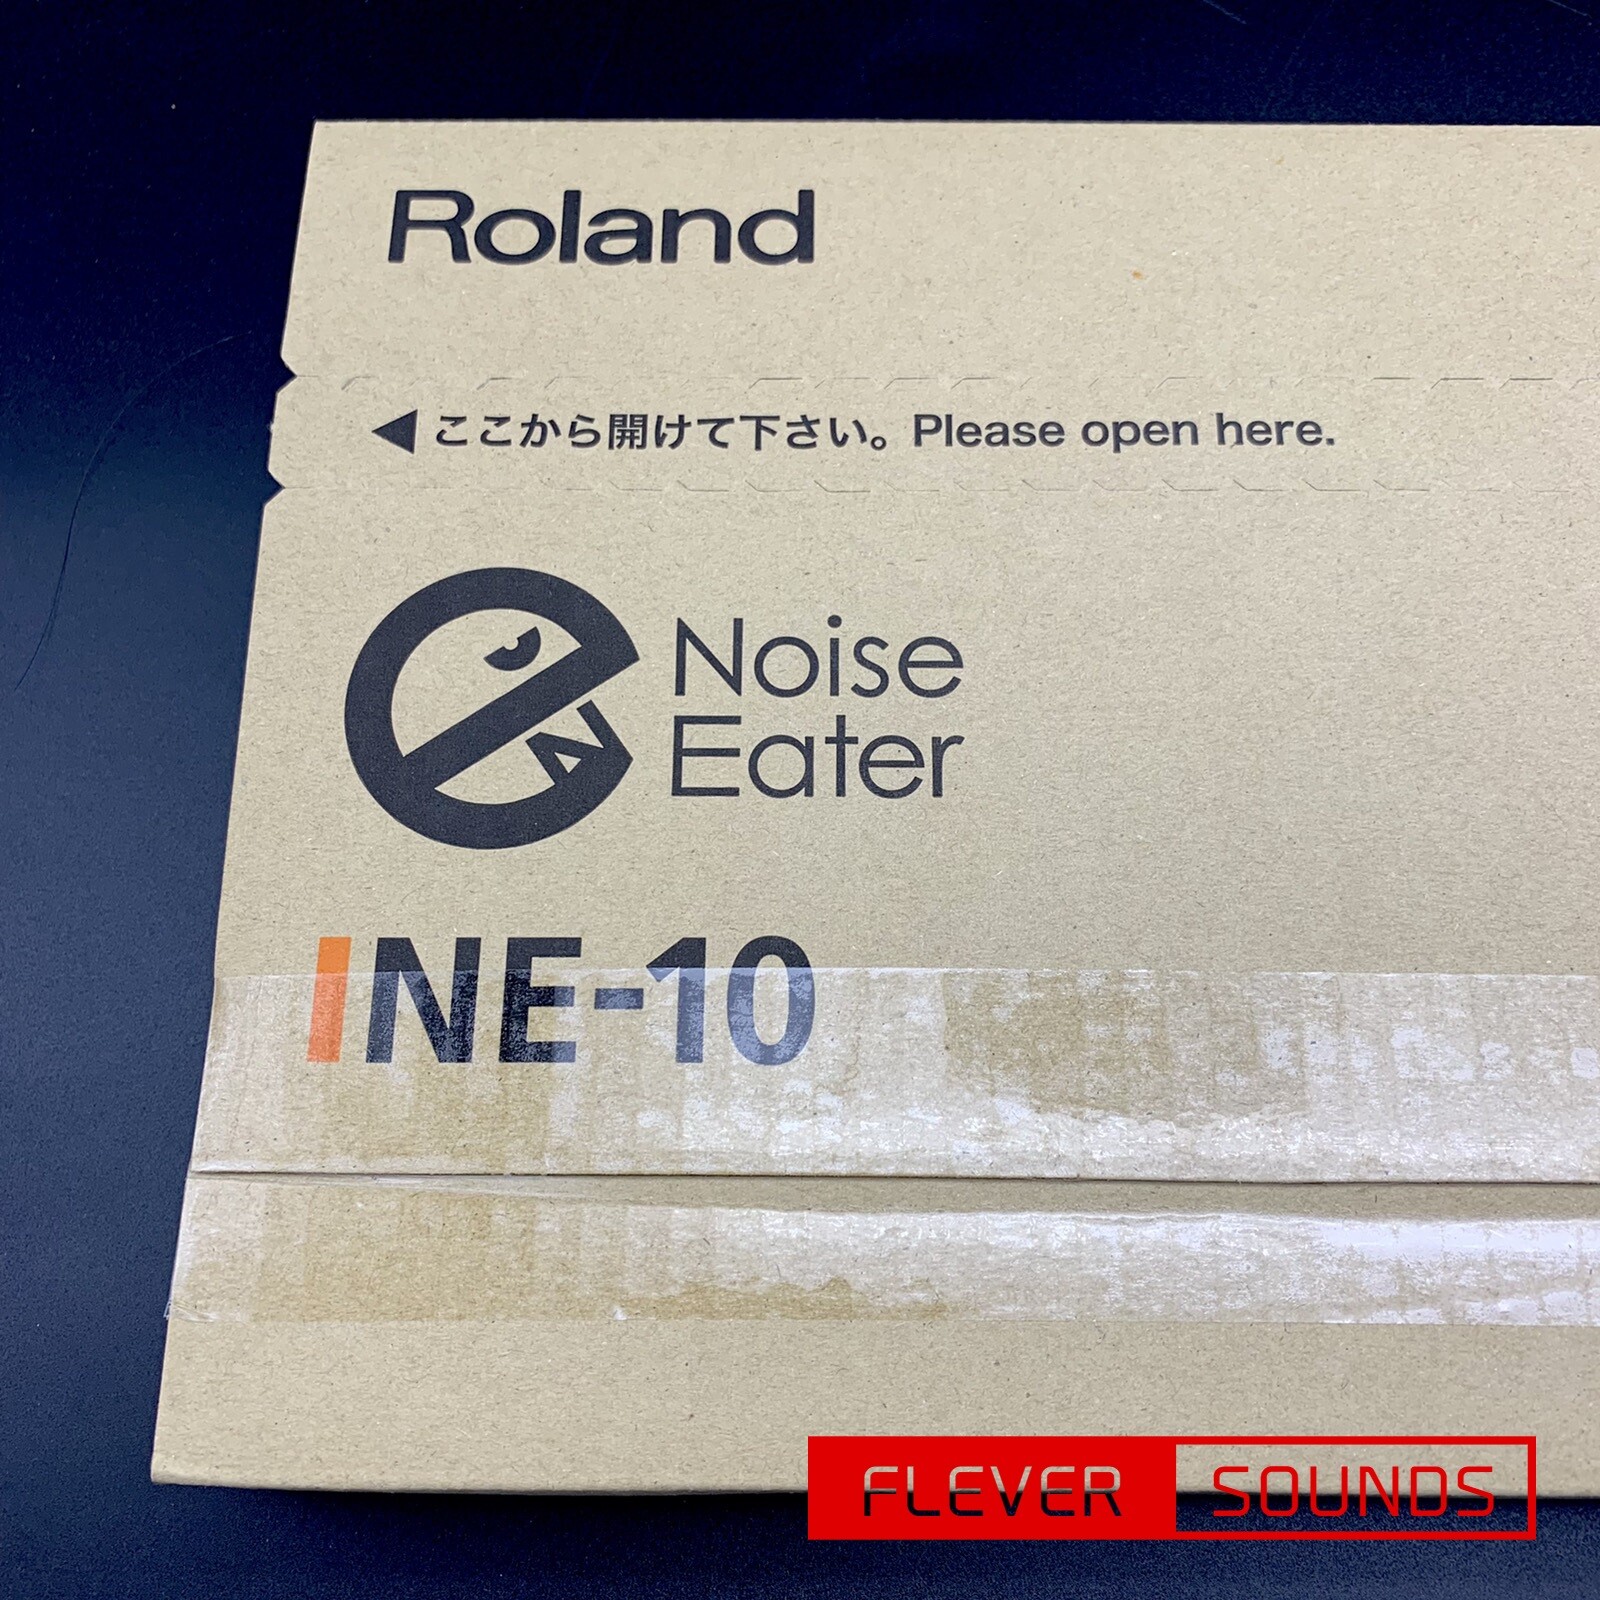 Roland
◀ここから開けて下さい。Please open here.
Noise
Eater
NE-10
FLEVER SOUNDS